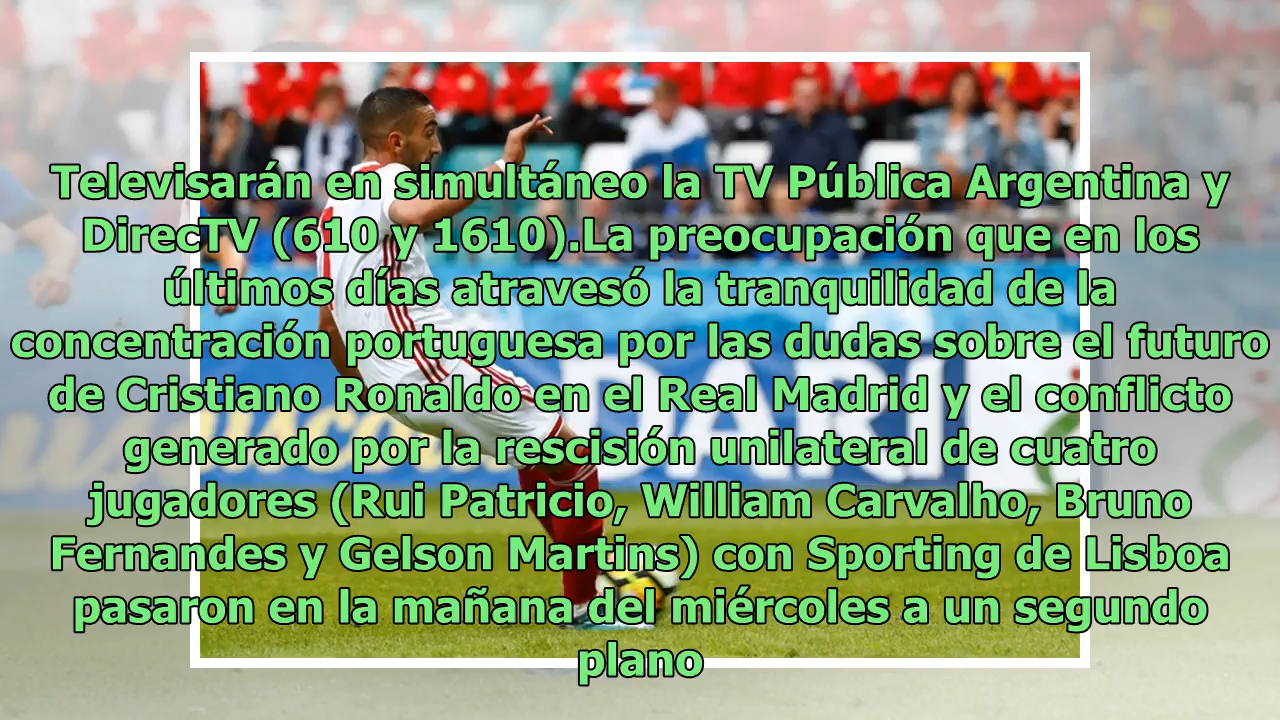 Televisarán en simultáneo la TV Pública Argentina y
DirecTV (610 y 1610).La preocupación que en los
últimos días atravesó la tranquilidad de la
concentración portuguesa por las dudas sobre el futuro
de Cristiano Ronaldo en el Real Madrid y el conflicto
generado por la rescisión unilateral de cuatro
jugadores (Rui Patricio, William Carvalho, Bruno
Fernandes y Gelson Martins) con Sporting de Lisboa
pasaron en la mañana del miércoles a un segundo
plano